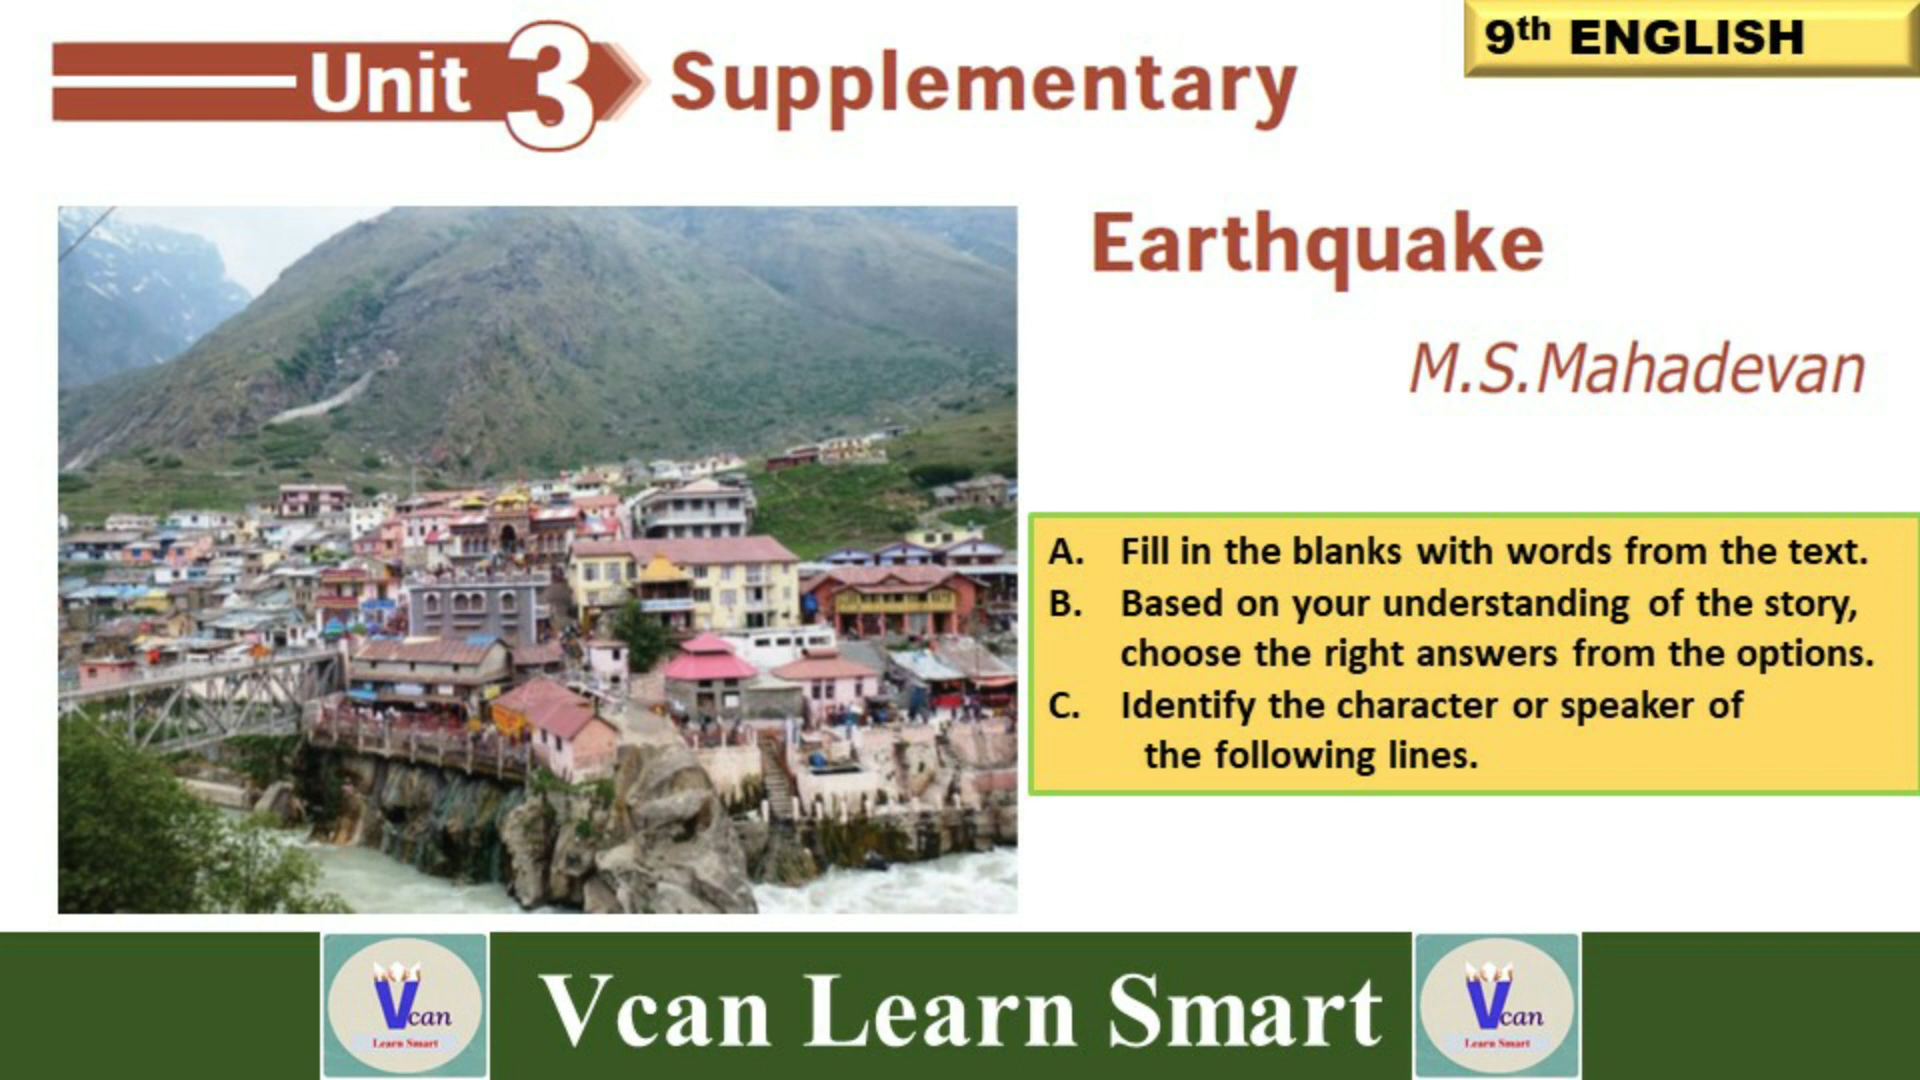 9th ENGLISH
Unit 3 Supplementary
Earthquake
M.S.Mahadevan
A. Fill in the blanks with words from the text.
B. Based on your understanding of the story,
choose the right answers from the options.
C. Identify the character or speaker of
the following lines.
Vcan
Learn Smart
Vcan Learn Smart
Vcan
Learn Smart